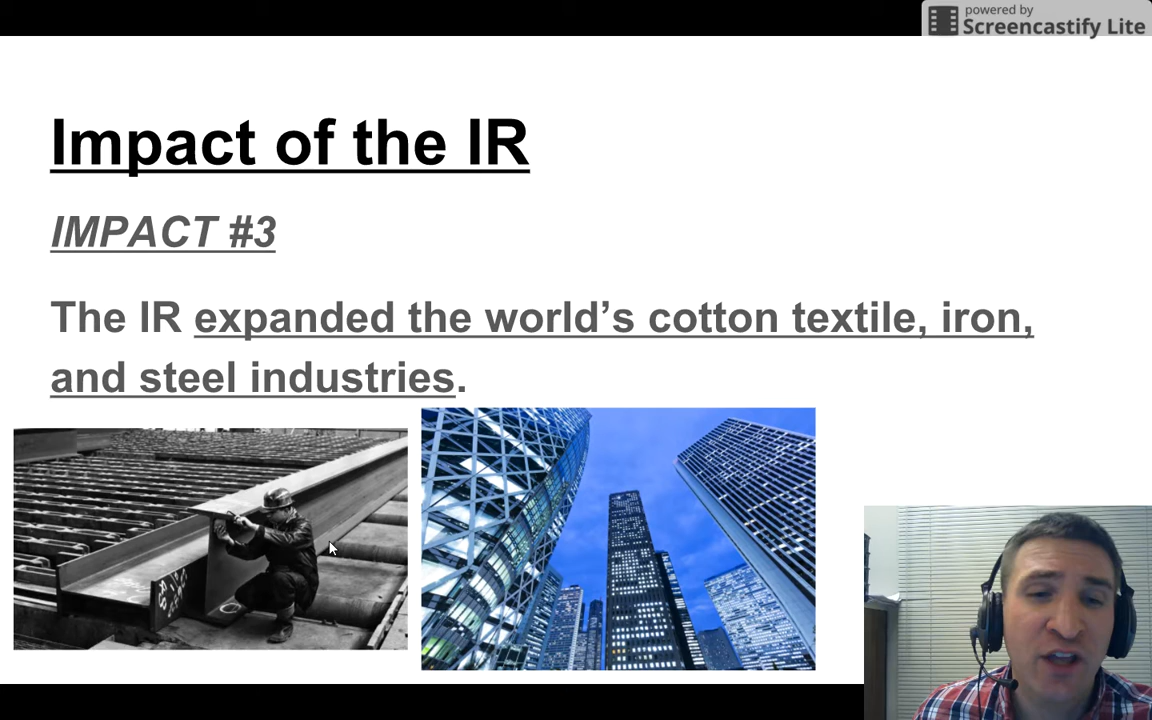 powered by
Screencastify Lite
Impact of the IR
IMPACT #3
The IR expanded the world’s cotton textile, iron,
and steel industries.